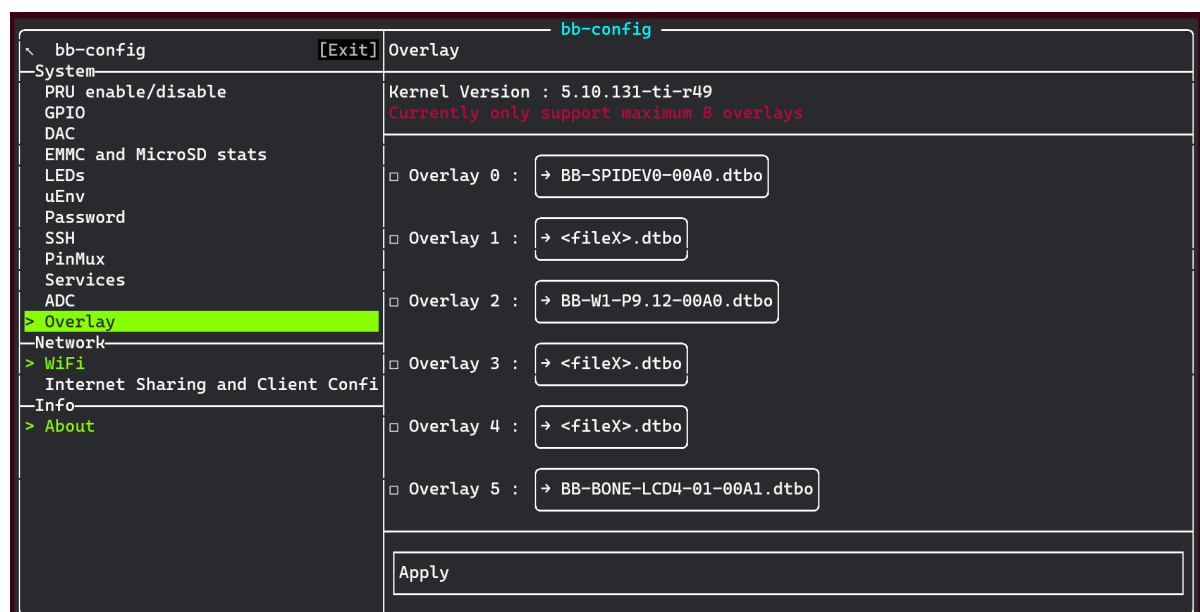 bb-config
↖ bb-config [Exit]
System
PRU enable/disable
GPIO
DAC
EMMC and MicroSD stats
LEDs
uEnv
Password
SSH
PinMux
Services
ADC
> Overlay
Network
> WiFi
Internet Sharing and Client Confi
Info
> About
Overlay
Kernel Version : 5.10.131-ti-r49
Currently only support maximum 8 overlays
□ Overlay 0 : → BB-SPIDEV0-00A0.dtbo
□ Overlay 1 : → <fileX>.dtbo
□ Overlay 2 : → BB-W1-P9.12-00A0.dtbo
□ Overlay 3 : → <fileX>.dtbo
□ Overlay 4 : → <fileX>.dtbo
□ Overlay 5 : → BB-BONE-LCD4-01-00A1.dtbo
Apply